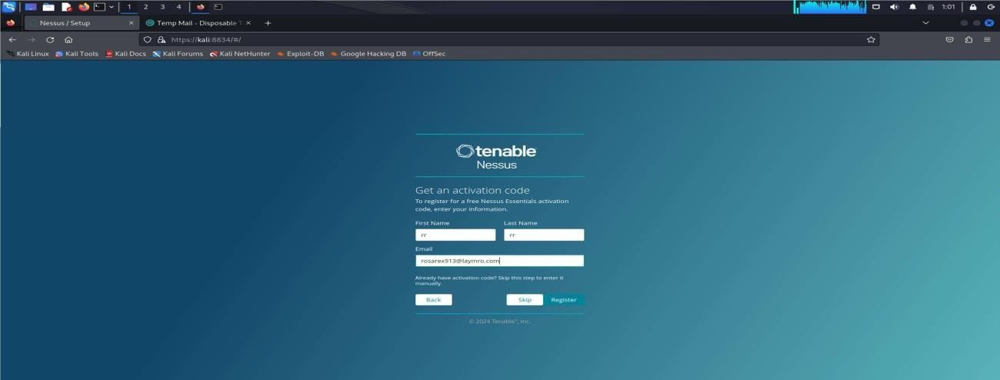 1 2 3 4 1:01
Nessus / Setup × Temp Mail - Disposable T × +
https://kali:8834/#/
Kali Linux Kali Tools Kali Docs Kali Forums Kali NetHunter Exploit-DB Google Hacking DB OffSec
tenable
Nessus
Get an activation code
To register for a free Nessus Essentials activation
code, enter your information.
First Name Last Name
rr rr
Email
rosarex913@laymro.com
Already have activation code? Skip this step to enter it
manually.
Back Skip Register
© 2024 Tenable™, Inc.